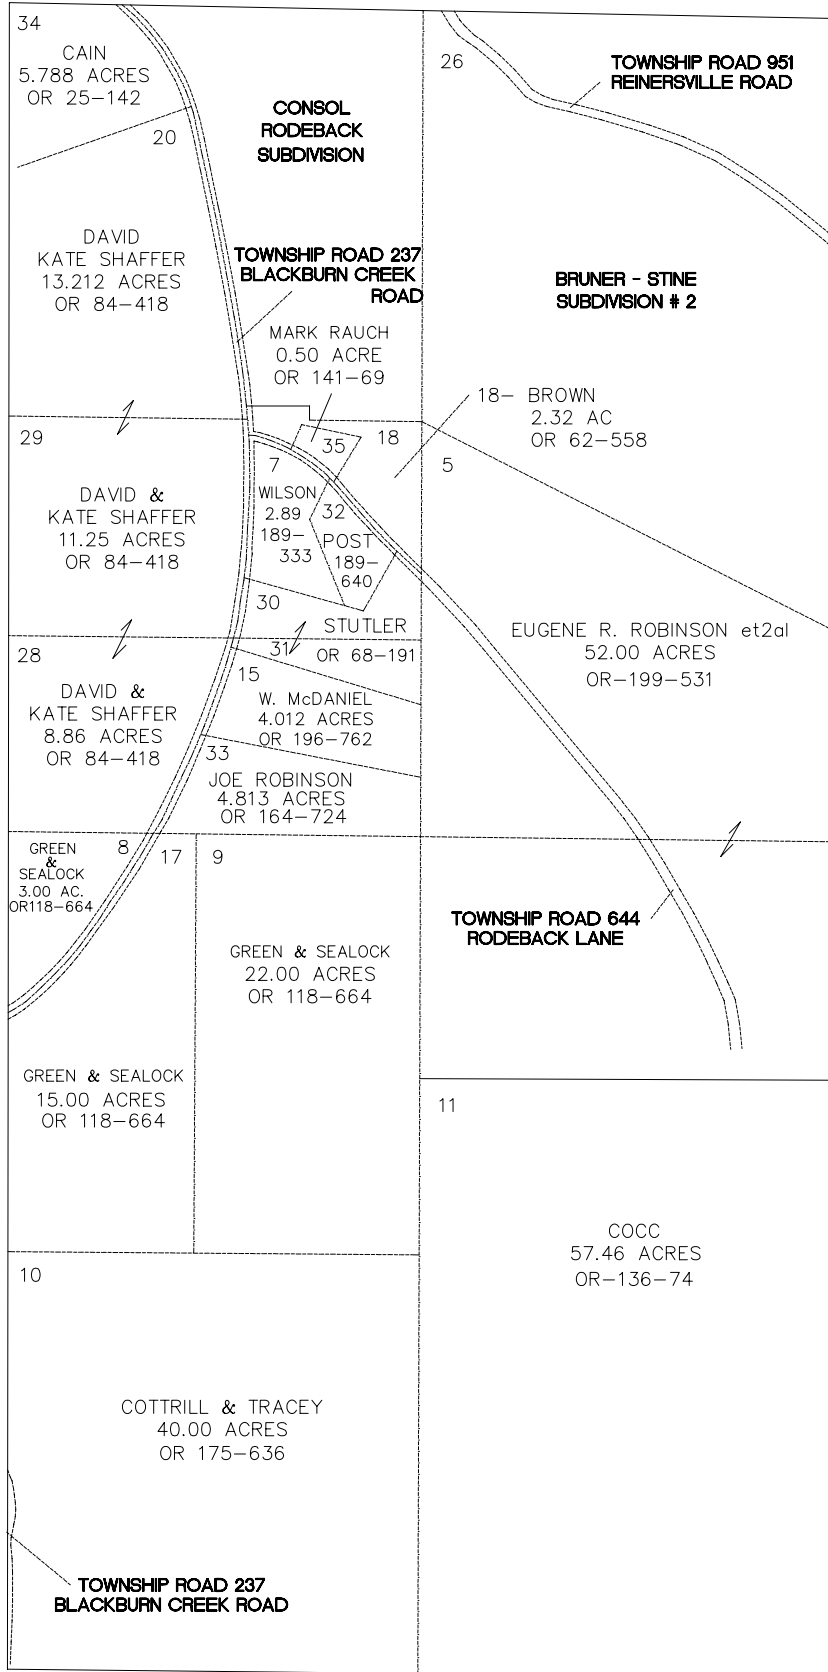 34
CAIN
5.788 ACRES
OR 25-142
20
CONSOL
RODEBACK
SUBDIVISION
26
TOWNSHIP ROAD 951
REINERSVILLE ROAD
DAVID
KATE SHAFFER
13.212 ACRES
OR 84-418
TOWNSHIP ROAD 237
BLACKBURN CREEK
ROAD
BRUNER - STINE
SUBDIVISION # 2
MARK RAUCH
0.50 ACRE
OR 141-69
18- BROWN
2.32 AC
OR 62-558
29
35
18
5
7
DAVID &
KATE SHAFFER
11.25 ACRES
OR 84-418
WILSON
2.89
189-
333
32
POST
189-
640
30
STUTLER
OR 68-191
31
EUGENE R. ROBINSON et2al
52.00 ACRES
OR-199-531
28
DAVID &
KATE SHAFFER
8.86 ACRES
OR 84-418
15
W. McDANIEL
4.012 ACRES
OR 196-762
33
JOE ROBINSON
4.813 ACRES
OR 164-724
GREEN
&
SEALOCK
3.00 AC.
OR118-664
8
17
9
GREEN & SEALOCK
22.00 ACRES
OR 118-664
TOWNSHIP ROAD 644
RODEBACK LANE
GREEN & SEALOCK
15.00 ACRES
OR 118-664
11
COCC
57.46 ACRES
OR-136-74
10
COTTRILL & TRACEY
40.00 ACRES
OR 175-636
TOWNSHIP ROAD 237
BLACKBURN CREEK ROAD